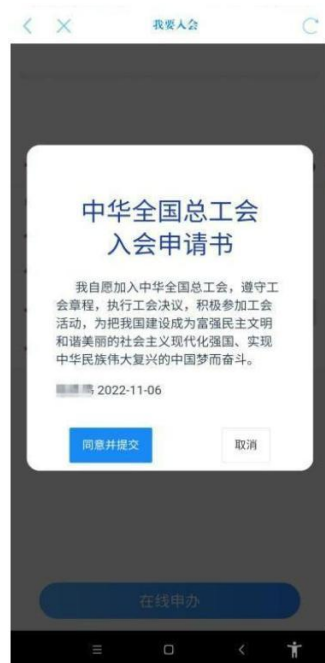 我要入会
中华全国总工会
入会申请书
我自愿加入中华全国总工会，遵守工
会章程，执行工会决议，积极参加工会
活动，为把我国建设成为富强民主文明
和谐美丽的社会主义现代化强国、实现
中华民族伟大复兴的中国梦而奋斗。
2022-11-06
同意并提交
取消
在线申办